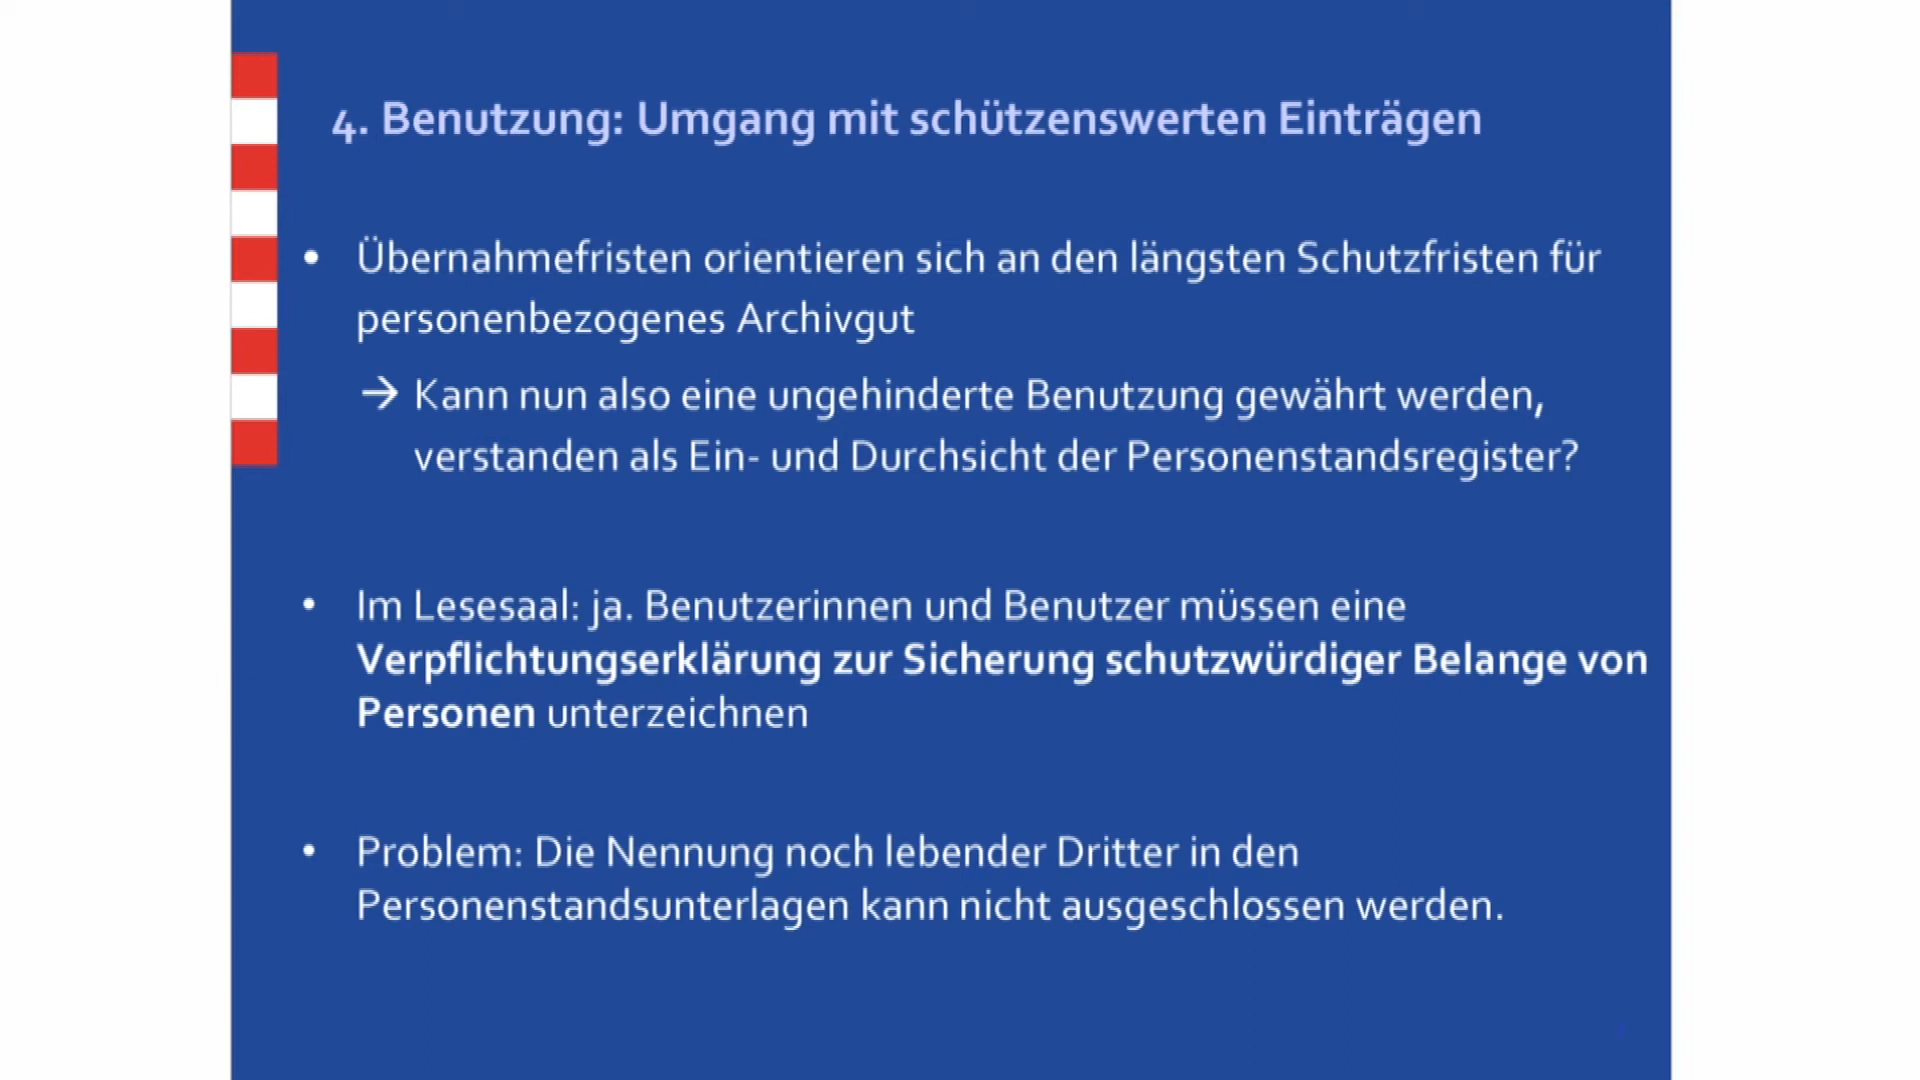 4. Benutzung: Umgang mit schützenswerten Einträgen
• Übernahmefristen orientieren sich an den längsten Schutzfristen für
personenbezogenes Archivgut
→ Kann nun also eine ungehinderte Benutzung gewährt werden,
verstanden als Ein- und Durchsicht der Personenstandsregister?
• Im Lesesaal: ja. Benutzerinnen und Benutzer müssen eine
Verpflichtungserklärung zur Sicherung schutzwürdiger Belange von
Personen unterzeichnen
• Problem: Die Nennung noch lebender Dritter in den
Personenstandsunterlagen kann nicht ausgeschlossen werden.